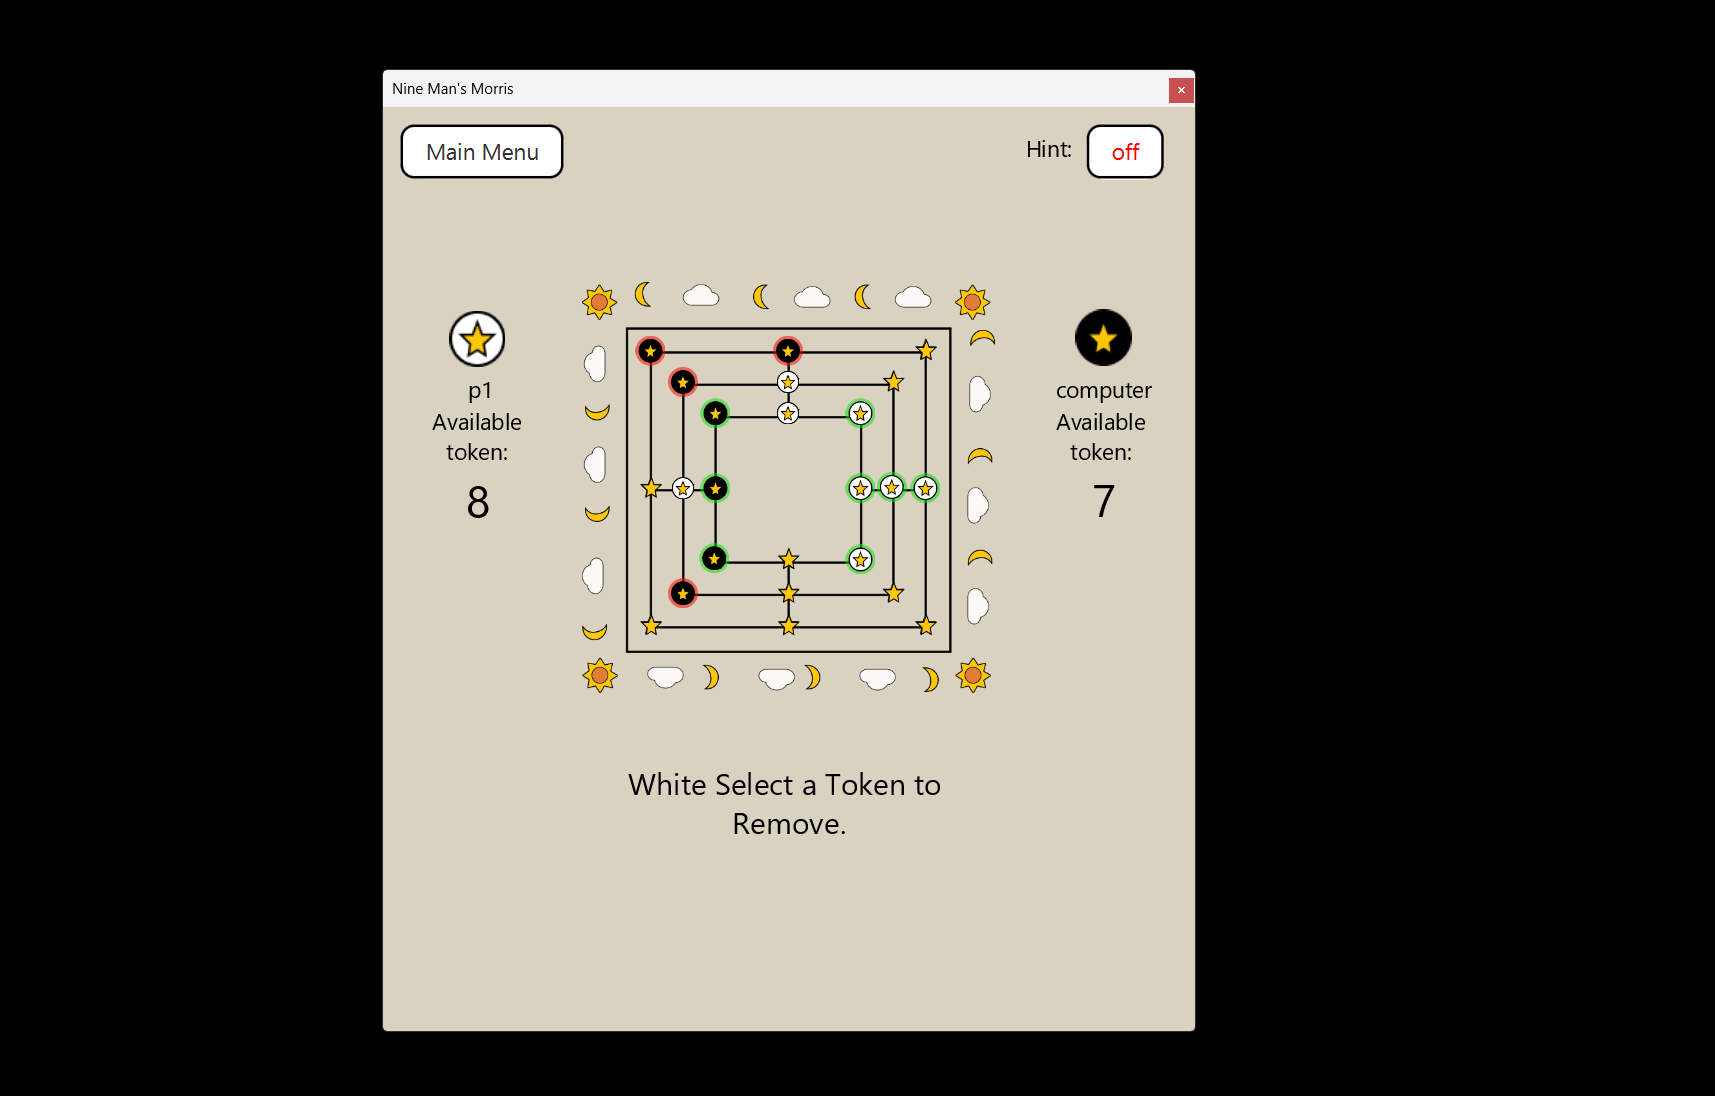 Nine Man's Morris
Main Menu
Hint:
off
p1
Available
token:
8
computer
Available
token:
7
White Select a Token to
Remove.